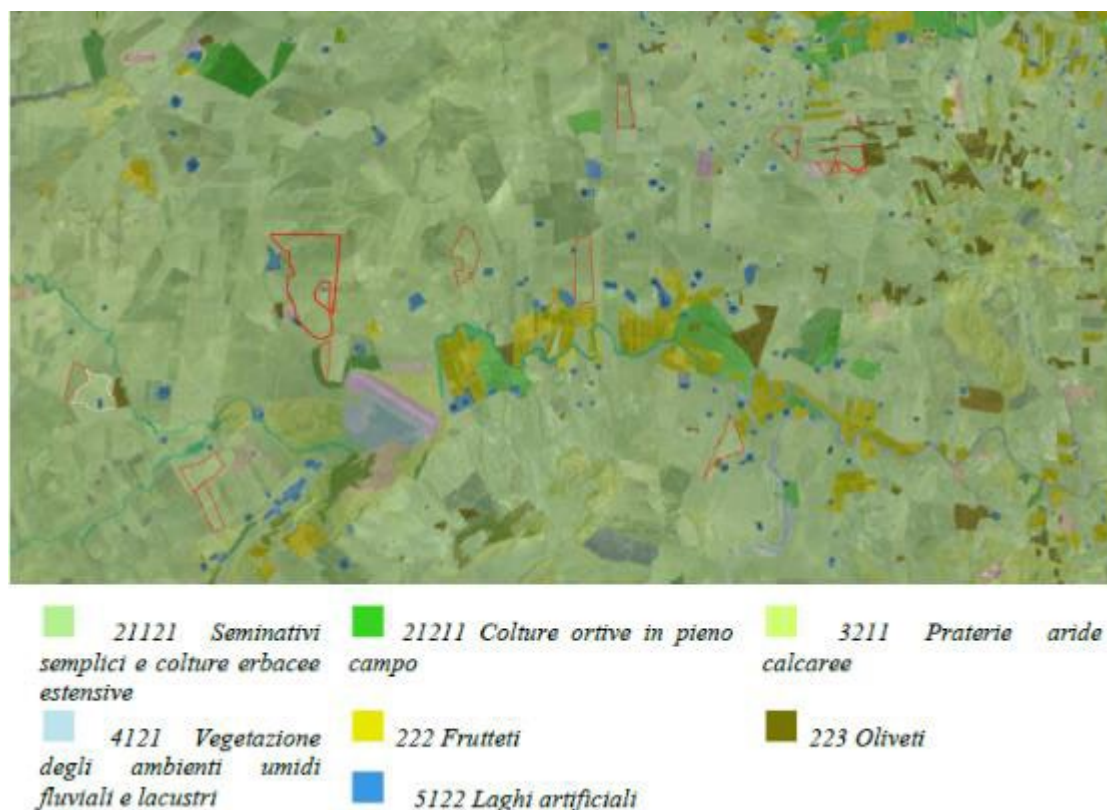 21121 Seminativi
semplici e colture erbacee
estensive
21211 Colture ortive in pieno
campo
3211 Praterie aride
calcaree
4121 Vegetazione
degli ambienti umidi
fluviali e lacustri
222 Frutteti
223 Oliveti
5122 Laghi artificiali